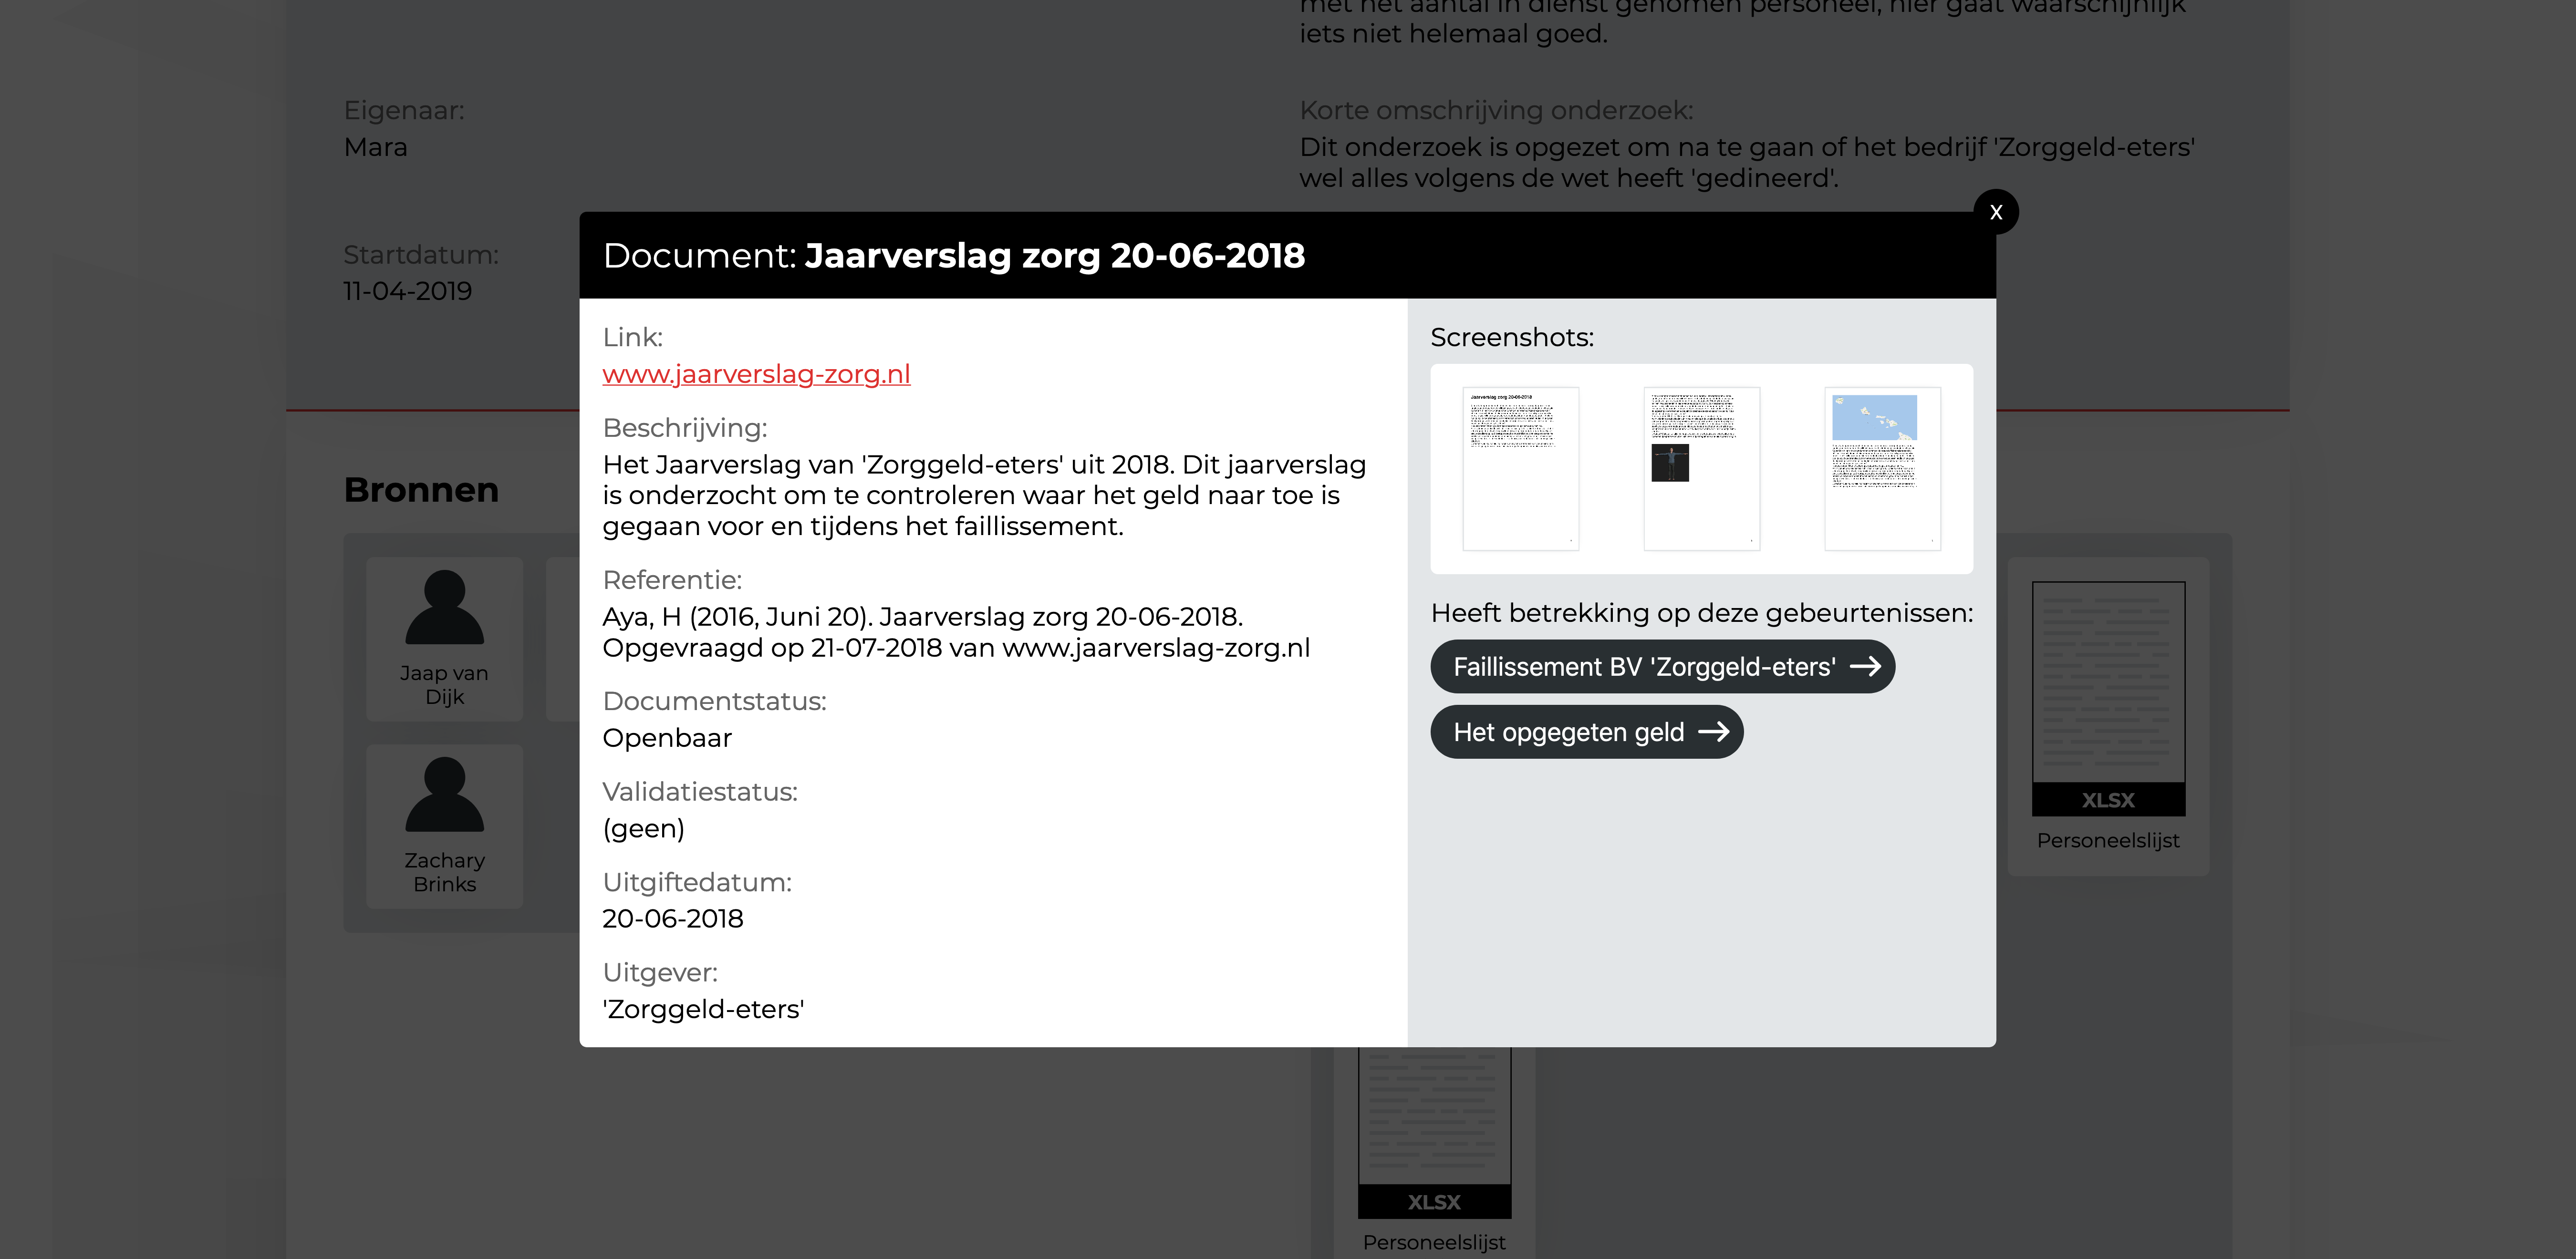 met het aantal in dienst genomen personeel, hier gaat waarschijnlijk
iets niet helemaal goed.
Eigenaar:
Mara
Korte omschrijving onderzoek:
Dit onderzoek is opgezet om na te gaan of het bedrijf 'Zorggeld-eters'
wel alles volgens de wet heeft 'gedineerd'.
Startdatum:
11-04-2019
X
Document: Jaarverslag zorg 20-06-2018
Link:
www.jaarverslag-zorg.nl
Beschrijving:
Het Jaarverslag van 'Zorggeld-eters' uit 2018. Dit jaarverslag
is onderzocht om te controleren waar het geld naar toe is
gegaan voor en tijdens het faillissement.
Referentie:
Aya, H (2016, Juni 20). Jaarverslag zorg 20-06-2018.
Opgevraagd op 21-07-2018 van www.jaarverslag-zorg.nl
Documentstatus:
Openbaar
Validatiestatus:
(geen)
Uitgiftedatum:
20-06-2018
Uitgever:
'Zorggeld-eters'
Screenshots:
Jaarverslag zorg 20-06-2018
Heeft betrekking op deze gebeurtenissen:
Faillissement BV 'Zorggeld-eters'
Het opgegeten geld
Bronnen
Jaap van
Dijk
Zachary
Brinks
XLSX
Personeelslijst
XLSX
Personeelslijst